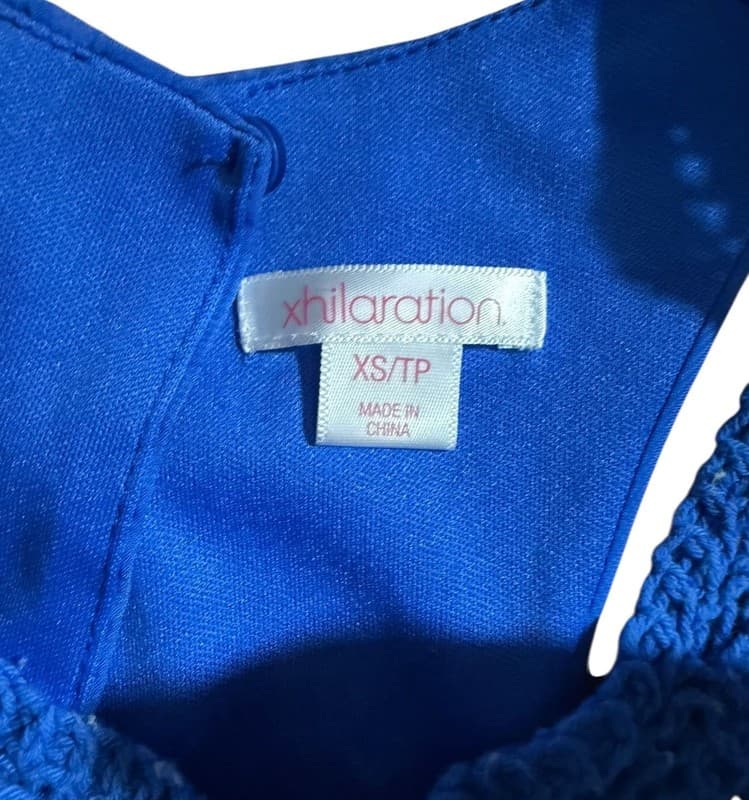 xhilaration.
XS/TP
MADE IN
CHINA